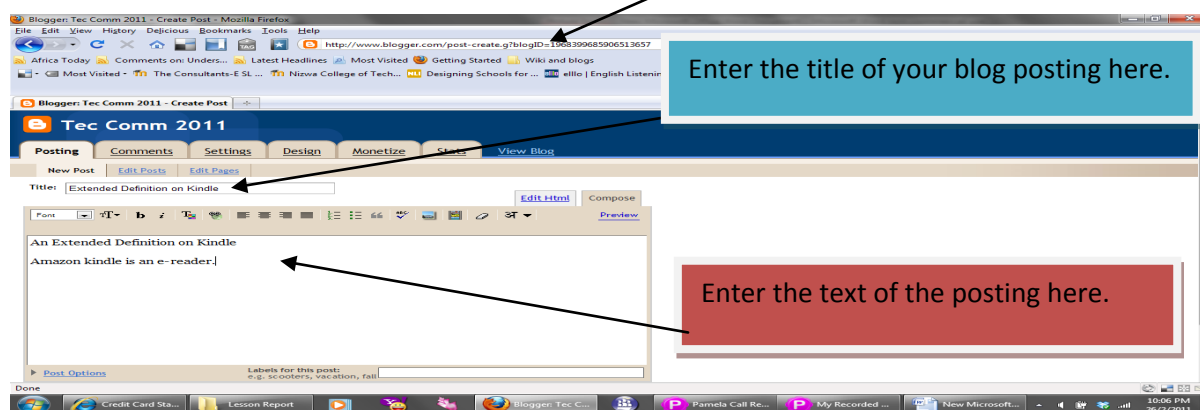 Blogger: Tec Comm 2011 - Create Post - Mozilla Firefox
File Edit View History Delicious Bookmarks Tools Help
http://www.blogger.com/post-create.g?blogID=1968399685906513657
Africa Today Comments on: Unders... Latest Headlines Most Visited Getting Started Wiki and blogs
Most Visited The Consultants-E SL ... Nizwa College of Tech... Designing Schools for ... elllo | English Listenin
Enter the title of your blog posting here.
Blogger: Tec Comm 2011 - Create Post
Tec Comm 2011
Posting Comments Settings Design Monetize Stats View Blog
New Post Edit Posts Edit Pages
Title: Extended Definition on Kindle
Edit Html Compose
Font Preview
An Extended Definition on Kindle
Amazon kindle is an e-reader.
Enter the text of the posting here.
Post Options Labels for this post:
e.g. scooters, vacation, fall
Done
Credit Card Sta... Lesson Report Blogger: Tec C... Pamela Call Re... My Recorded ... New Microsoft... 10:06 PM